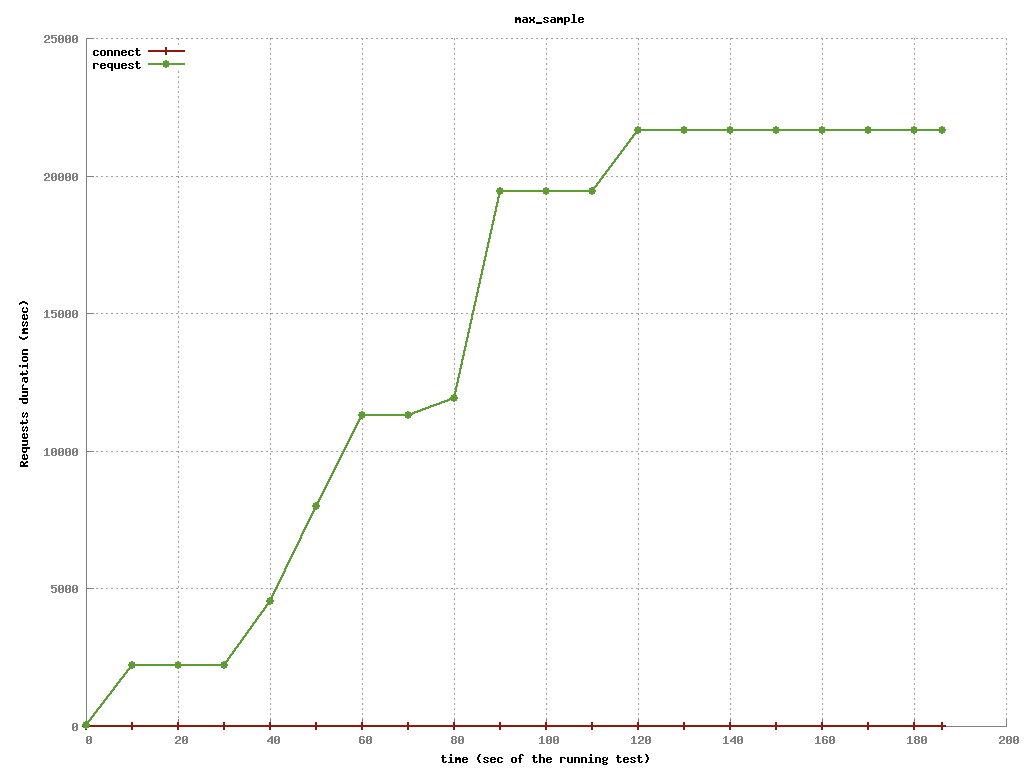 max_sample
connect
request
25000
20000
15000
10000
5000
0
Requests duration (msec)
0 20 40 60 80 100 120 140 160 180 200
time (sec of the running test)